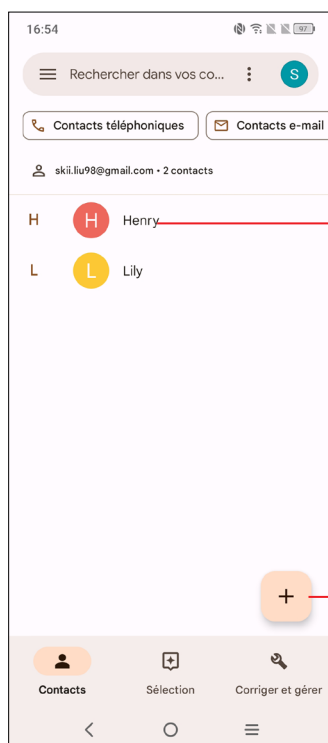 16:54
97
Rechercher dans vos co...
S
Contacts téléphoniques
Contacts e-mail
skii.liu98@gmail.com • 2 contacts
H H Henry
L L Lily
+
Contacts Sélection Corriger et gérer